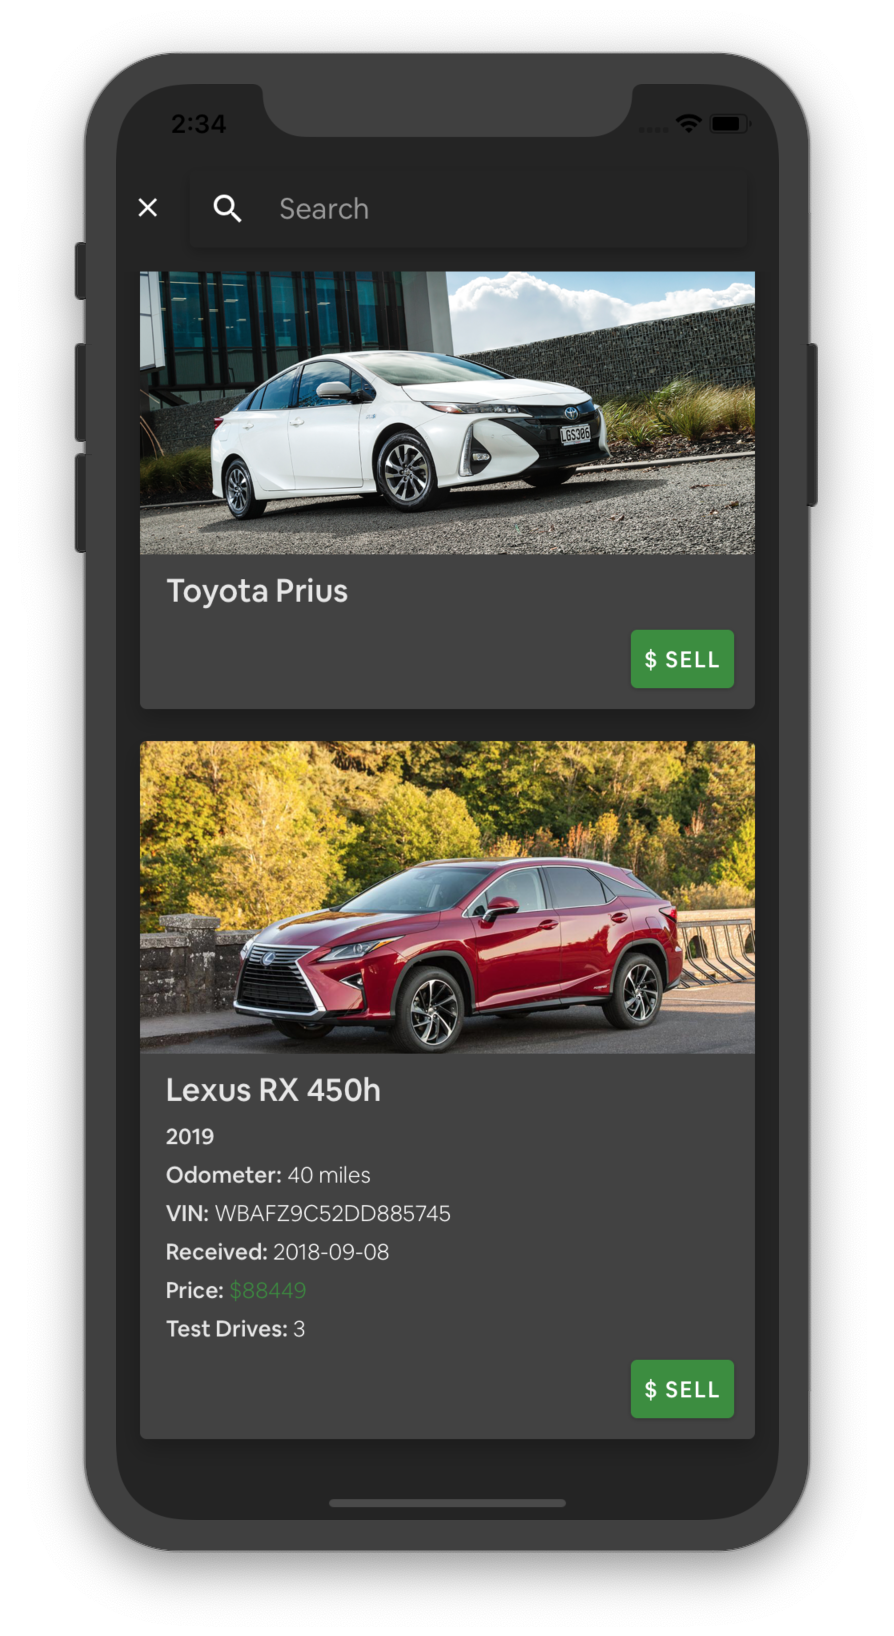 2:34
Search
LGS306
Toyota Prius
$ SELL
Lexus RX 450h
2019
Odometer: 40 miles
VIN: WBAFZ9C52DD885745
Received: 2018-09-08
Price: $88449
Test Drives: 3
$ SELL